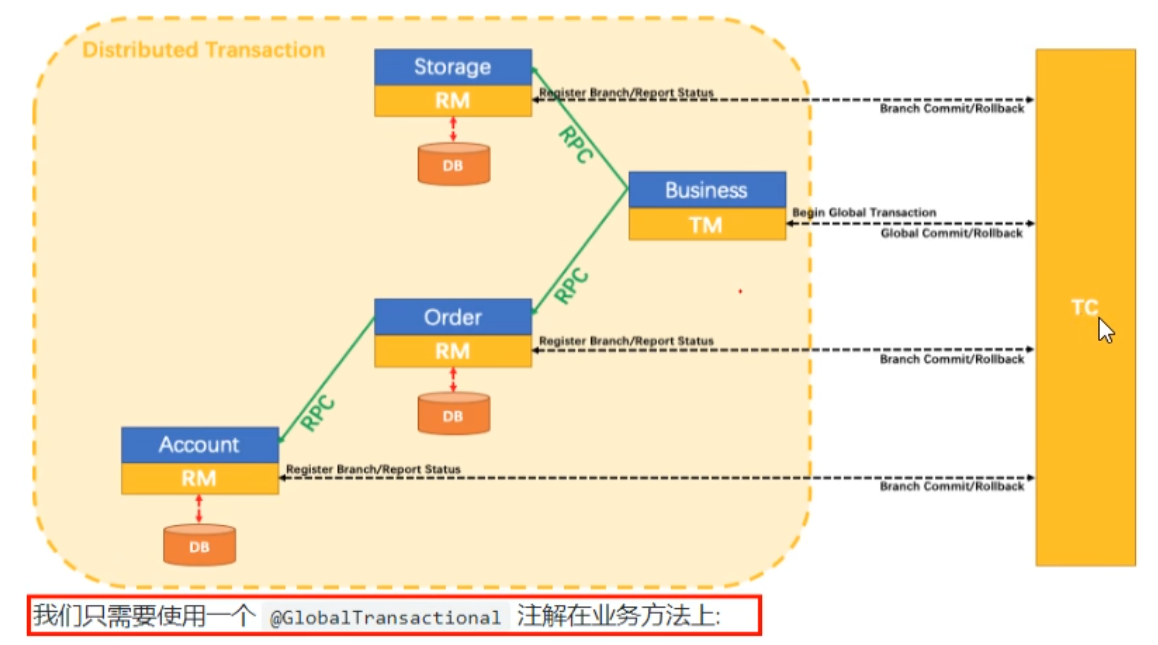 Distributed Transaction
Storage
RM
Register Branch/Report Status
Branch Commit/Rollback
DB
RPC
Business
TM
Begin Global Transaction
Global Commit/Rollback
RPC
TC
Order
RM
Register Branch/Report Status
Branch Commit/Rollback
DB
RPC
Account
RM
Register Branch/Report Status
Branch Commit/Rollback
DB
我们只需要使用一个 @GlobalTransactional 注解在业务方法上: